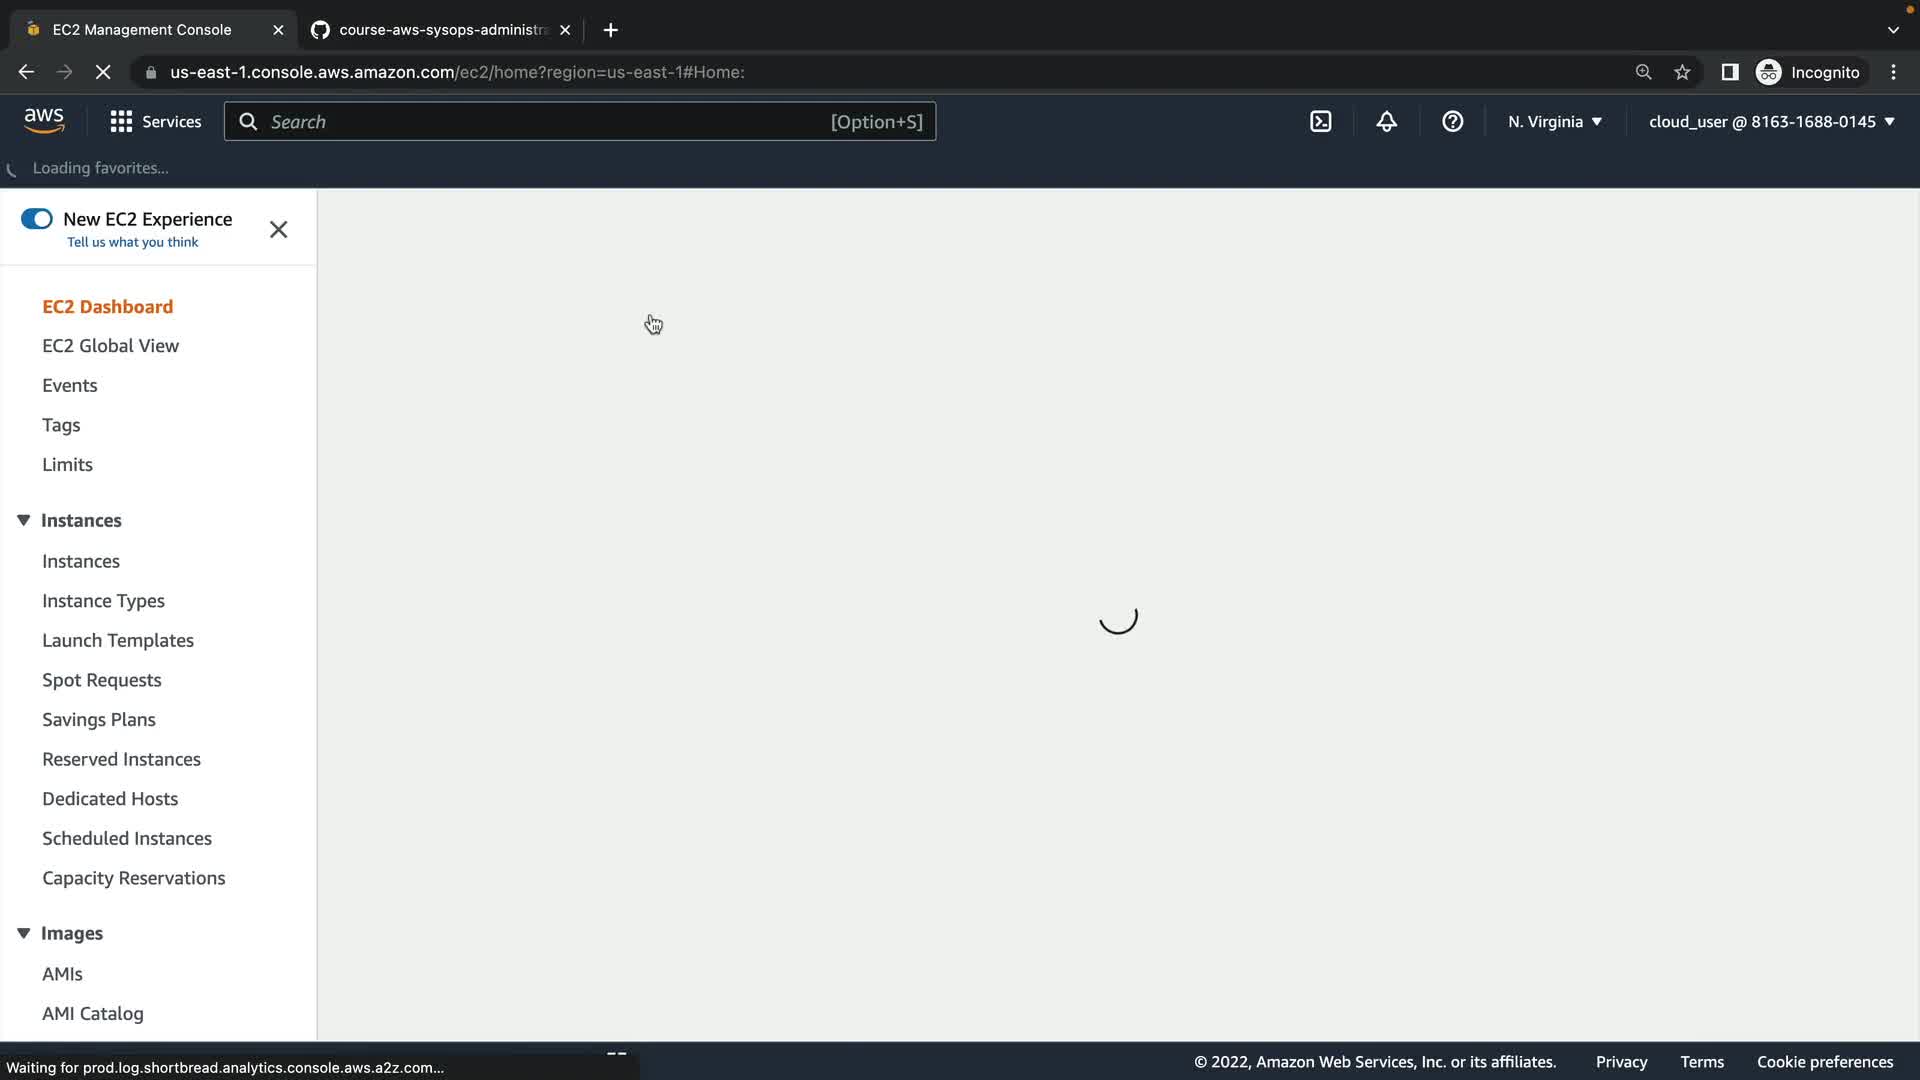 EC2 Management Console
course-aws-sysops-administra
us-east-1.console.aws.amazon.com/ec2/home?region=us-east-1#Home:
Incognito
aws
Services
Search
[Option+S]
N. Virginia
cloud_user @ 8163-1688-0145
Loading favorites...
New EC2 Experience
Tell us what you think
EC2 Dashboard
EC2 Global View
Events
Tags
Limits
Instances
Instances
Instance Types
Launch Templates
Spot Requests
Savings Plans
Reserved Instances
Dedicated Hosts
Scheduled Instances
Capacity Reservations
Images
AMIs
AMI Catalog
Waiting for prod.log.shortbread.analytics.console.aws.a2z.com...
© 2022, Amazon Web Services, Inc. or its affiliates.
Privacy
Terms
Cookie preferences